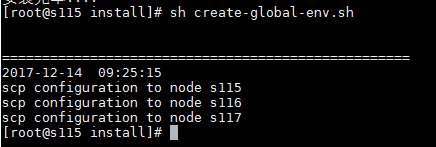 [root@s115 install]# sh create-global-env.sh
==================================================
2017-12-14  09:25:15
scp configuration to node s115
scp configuration to node s116
scp configuration to node s117
[root@s115 install]#